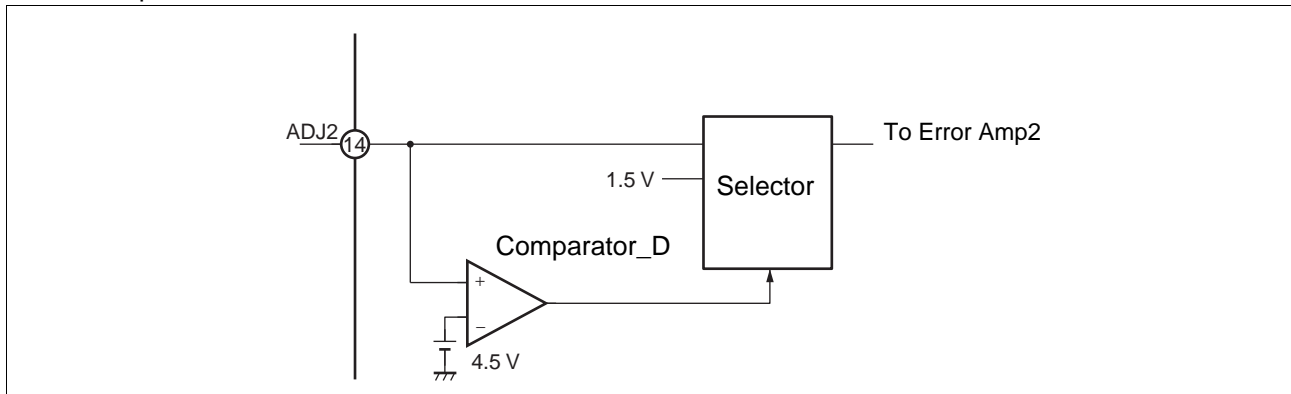 ADJ2
14
To Error Amp2
1.5 V
Selector
Comparator_D
+
−
4.5 V